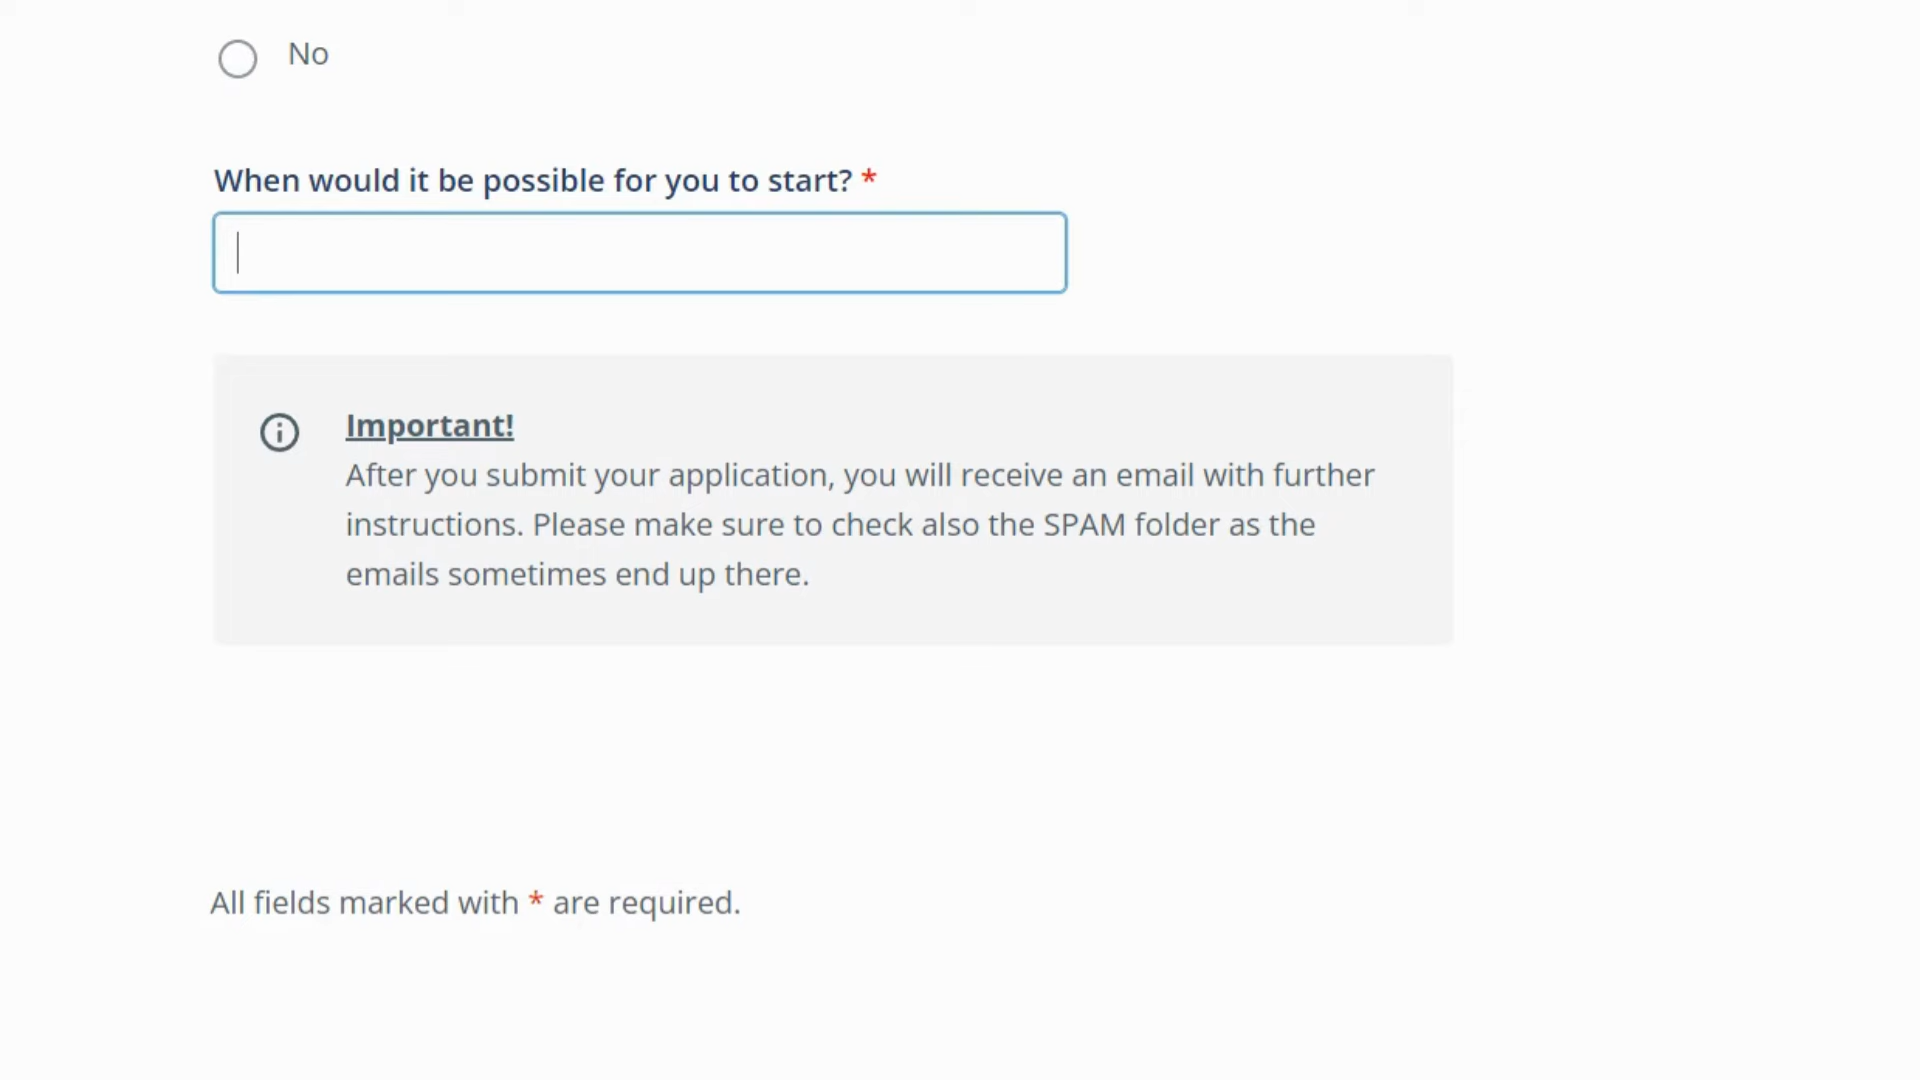 No
When would it be possible for you to start? *
Important!
After you submit your application, you will receive an email with further
instructions. Please make sure to check also the SPAM folder as the
emails sometimes end up there.
All fields marked with * are required.